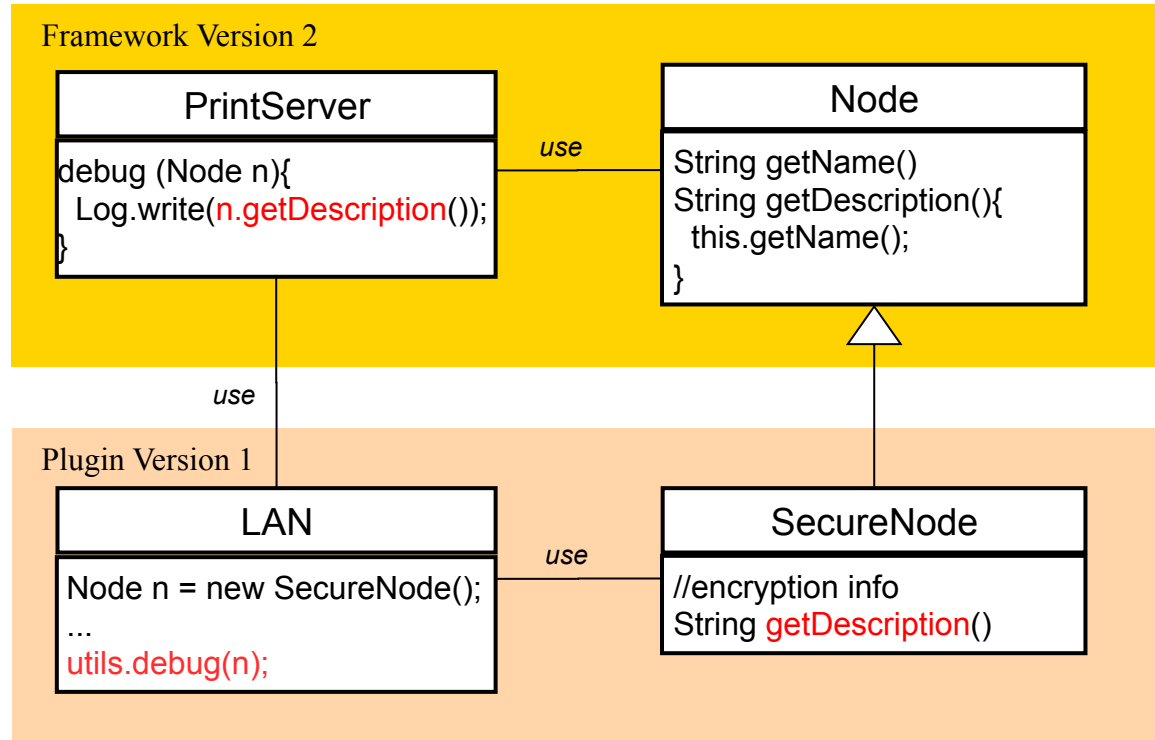 Framework Version 2
PrintServer
debug (Node n){
Log.write(n.getDescription());
}
use
Node
String getName()
String getDescription(){
this.getName();
}
use
Plugin Version 1
LAN
Node n = new SecureNode();
...
utils.debug(n);
use
SecureNode
//encryption info
String getDescription()